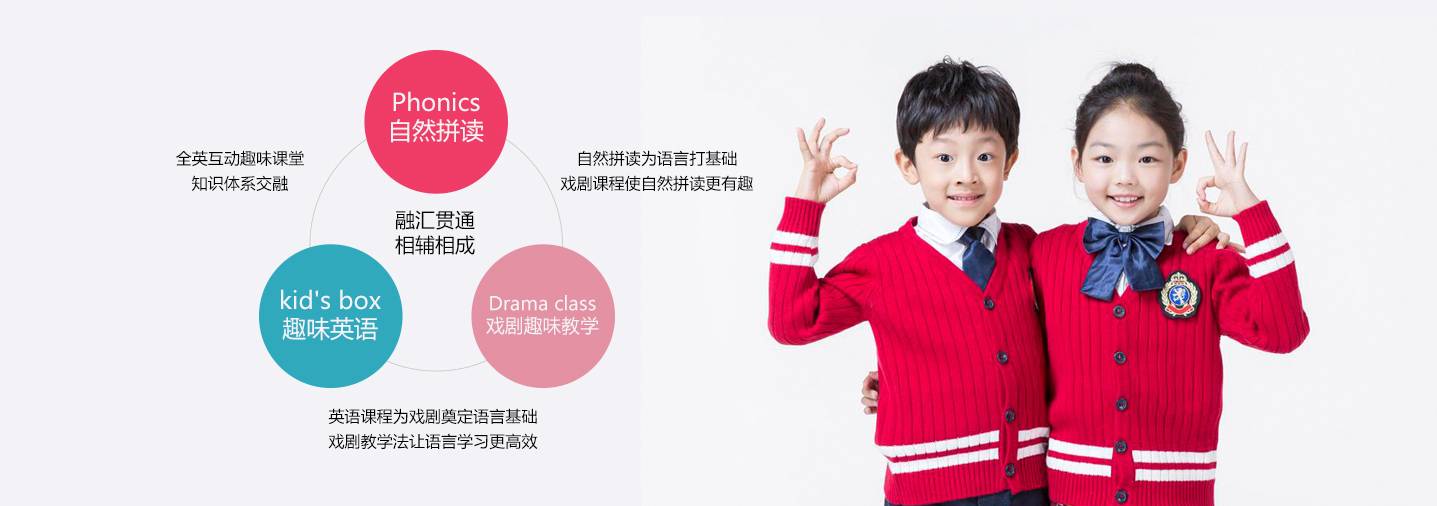 Phonics
自然拼读
全英互动趣味课堂
知识体系交融
自然拼读为语言打基础
戏剧课程使自然拼读更有趣
融汇贯通
相辅相成
kid's box
趣味英语
Drama class
戏剧趣味教学
英语课程为戏剧奠定语言基础
戏剧教学法让语言学习更高效